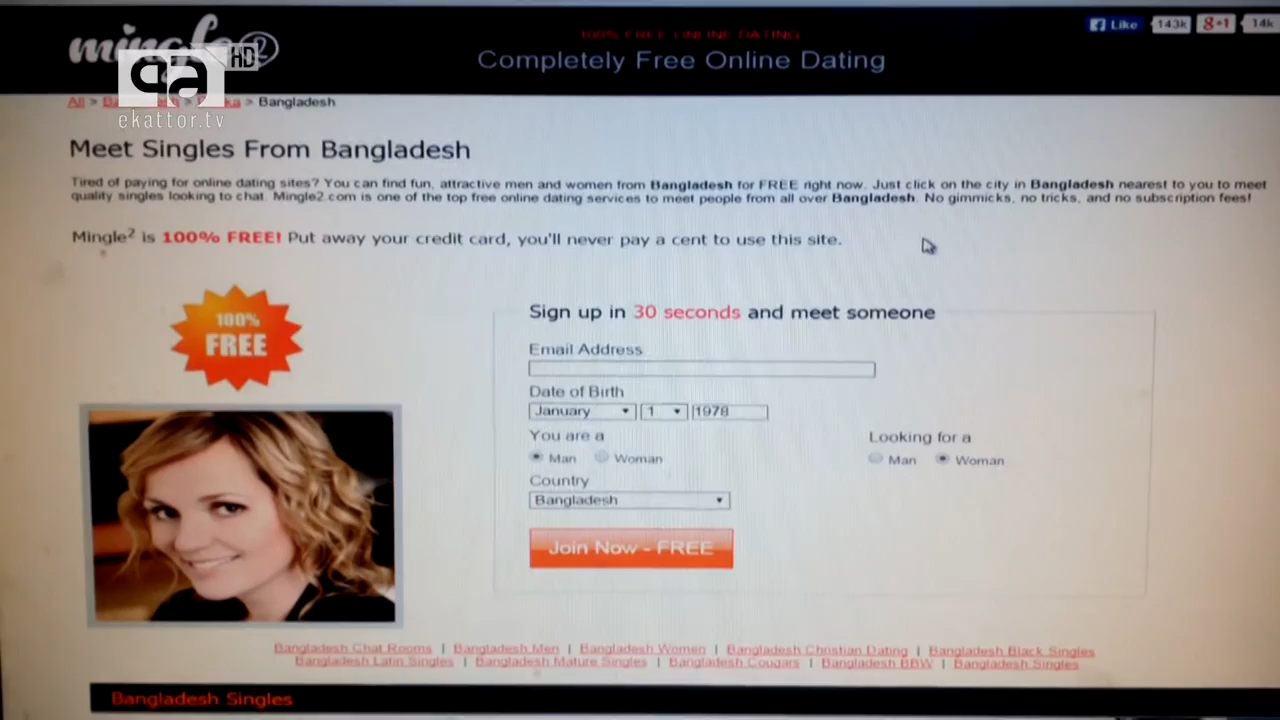 mingle2
HD
ekattor.tv
100% FREE ONLINE DATING
Completely Free Online Dating
Like
143k
+1
14k
All > > > Bangladesh
Meet Singles From Bangladesh
Tired of paying for online dating sites? You can find fun, attractive men and women from Bangladesh for FREE right now. Just click on the city in Bangladesh nearest to you to meet
quality singles looking to chat. Mingle2.com is one of the top free online dating services to meet people from all over Bangladesh. No gimmicks, no tricks, and no subscription fees!
Mingle2 is 100% FREE! Put away your credit card, you'll never pay a cent to use this site.
100%
FREE
Sign up in 30 seconds and meet someone
Email Address
Date of Birth
January 1 1978
You are a
Man Woman
Looking for a
Man Woman
Country
Bangladesh
Join Now - FREE
Bangladesh Chat Rooms | Bangladesh Men | Bangladesh Women | Bangladesh Christian Dating | Bangladesh Black Singles
Bangladesh Latin Singles | Bangladesh Mature Singles | Bangladesh Cougars | Bangladesh BBW | Bangladesh Singles
Bangladesh Singles